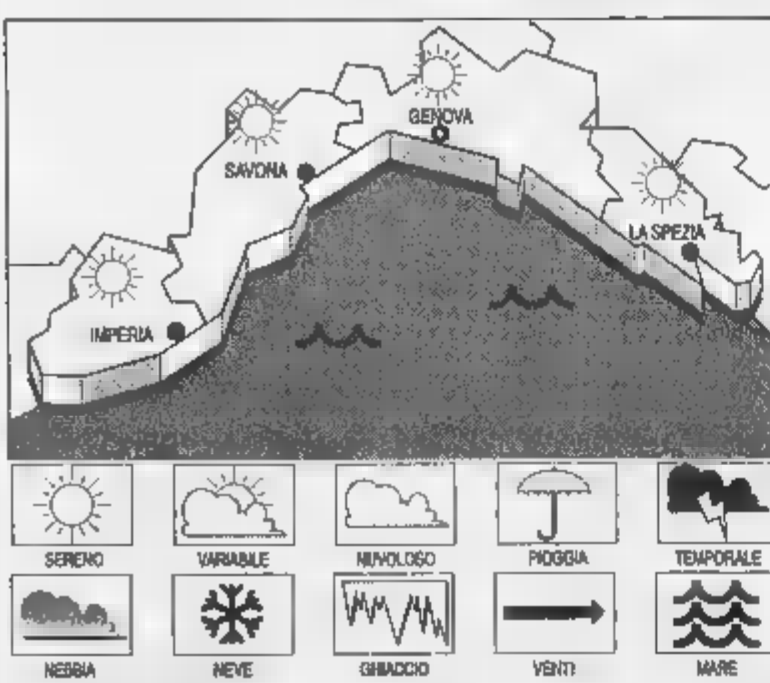 GENOVA
SAVONA
LA SPEZIA
IMPERIA
SERENO
VARIABILE
NUVOLOSO
PIOGGIA
TEMPORALE
NEBBIA
NEVE
GHIACCIO
VENTI
MARE